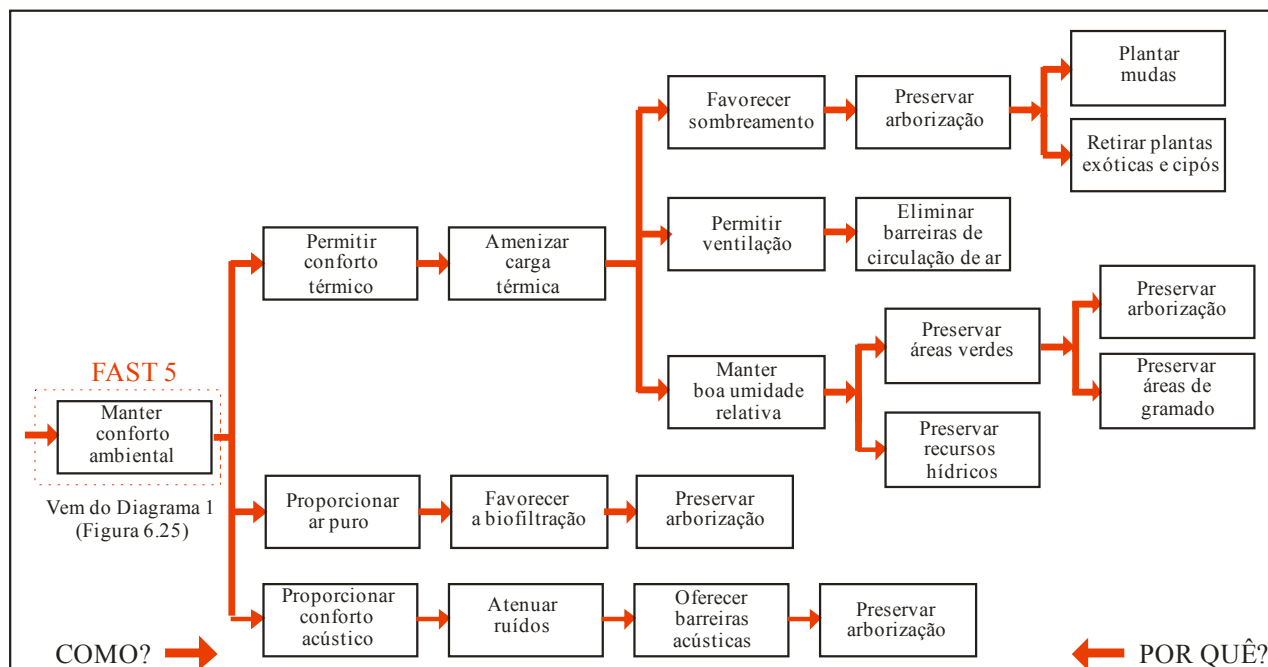 Plantar
mudas
Favorecer
sombreamento
Preservar
arborização
Retirar plantas
exóticas e cipós
Permitir
ventilação
Eliminar
barreiras de
circulação de ar
Permitir
conforto
térmico
Amenizar
carga
térmica
Preservar
arborização
Preservar
áreas verdes
Manter
boa umidade
relativa
Preservar
áreas de
gramado
Preservar
recursos
hídricos
FAST 5
Manter
conforto
ambiental
Vem do Diagrama 1
(Figura 6.25)
Proporcionar
ar puro
Favorecer
a biofiltração
Preservar
arborização
Proporcionar
conforto
acústico
Atenuar
ruídos
Oferecer
barreiras
acústicas
Preservar
arborização
COMO?
POR QUÊ?